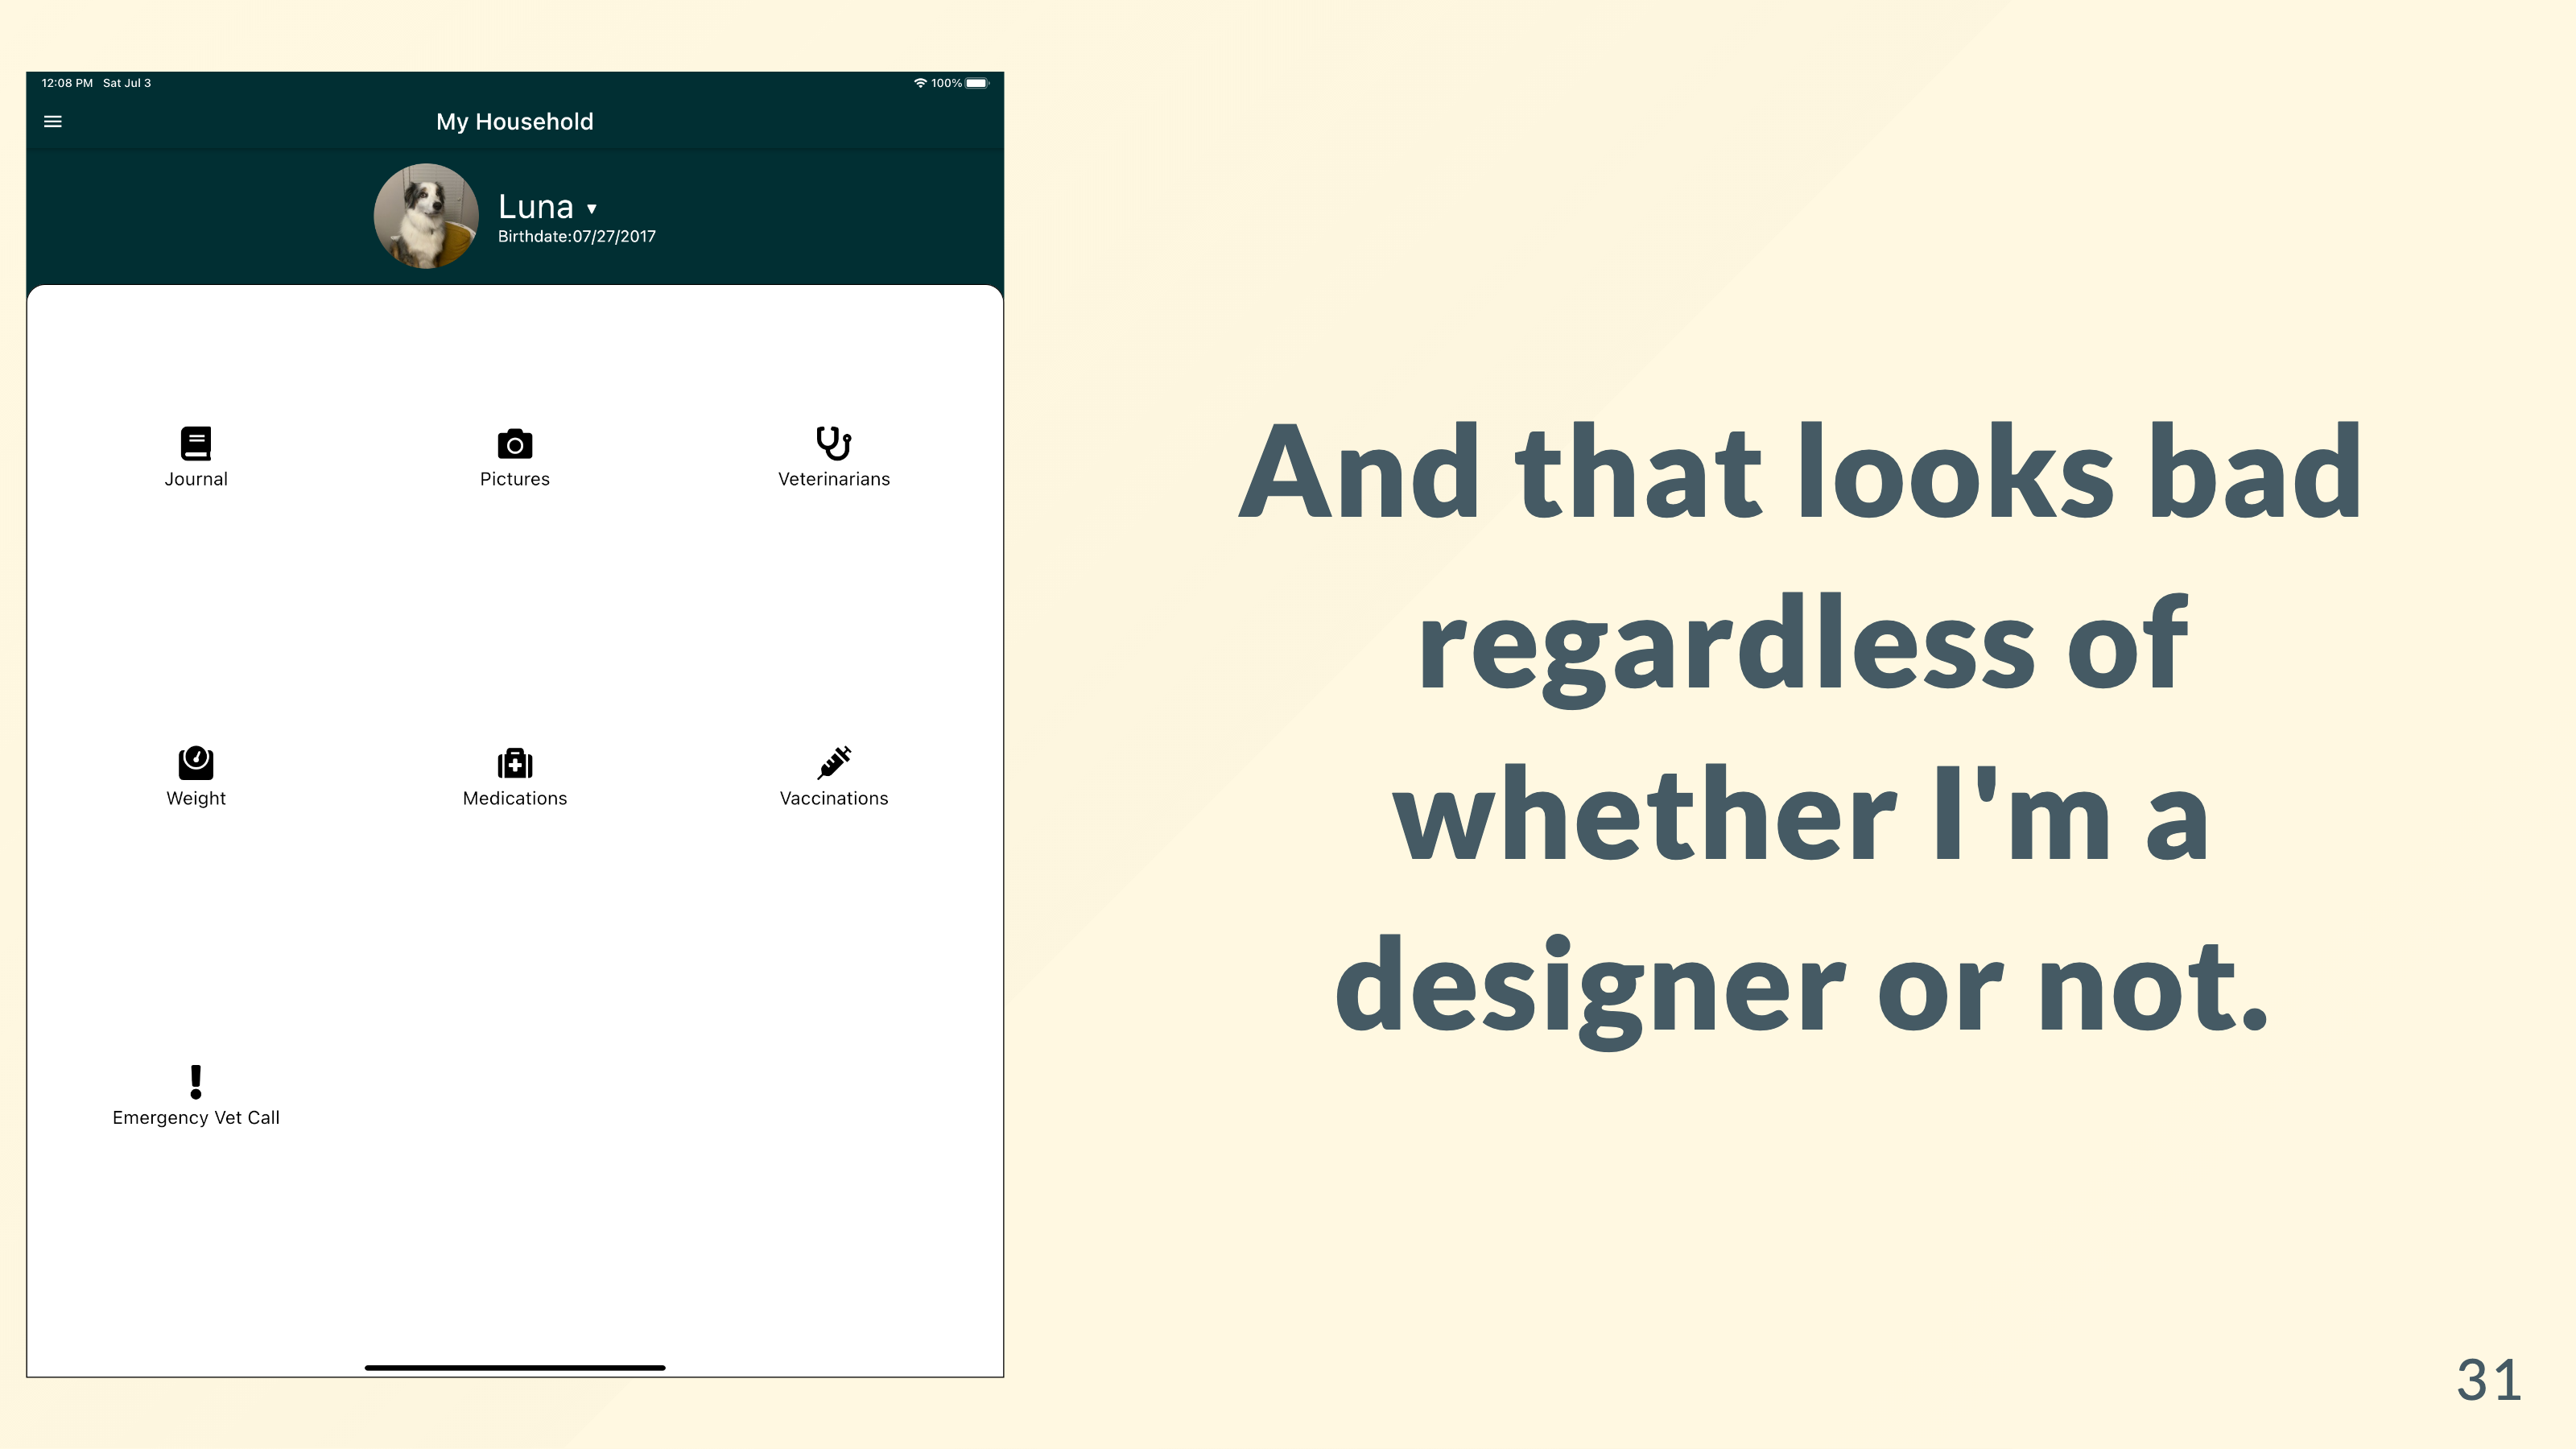 12:08 PM Sat Jul 3
100%
My Household
Luna
Birthdate:07/27/2017
Journal
Pictures
Veterinarians
Weight
Medications
Vaccinations
Emergency Vet Call
And that looks bad
regardless of
whether I'm a
designer or not.
31